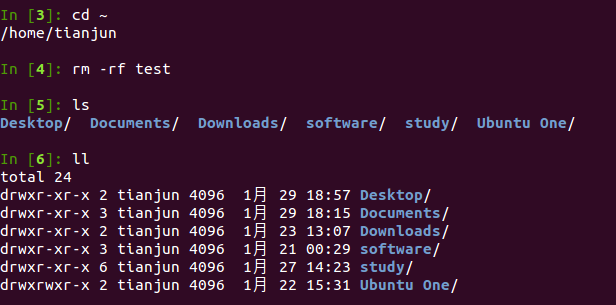 In [3]: cd ~
/home/tianjun
In [4]: rm -rf test
In [5]: ls
Desktop/  Documents/  Downloads/  software/  study/  Ubuntu One/
In [6]: ll
total 24
drwxr-xr-x 2 tianjun 4096  1月 29 18:57 Desktop/
drwxr-xr-x 3 tianjun 4096  1月 29 18:15 Documents/
drwxr-xr-x 2 tianjun 4096  1月 23 13:07 Downloads/
drwxr-xr-x 3 tianjun 4096  1月 21 00:29 software/
drwxr-xr-x 6 tianjun 4096  1月 27 14:23 study/
drwxrwxr-x 2 tianjun 4096  1月 22 15:31 Ubuntu One/